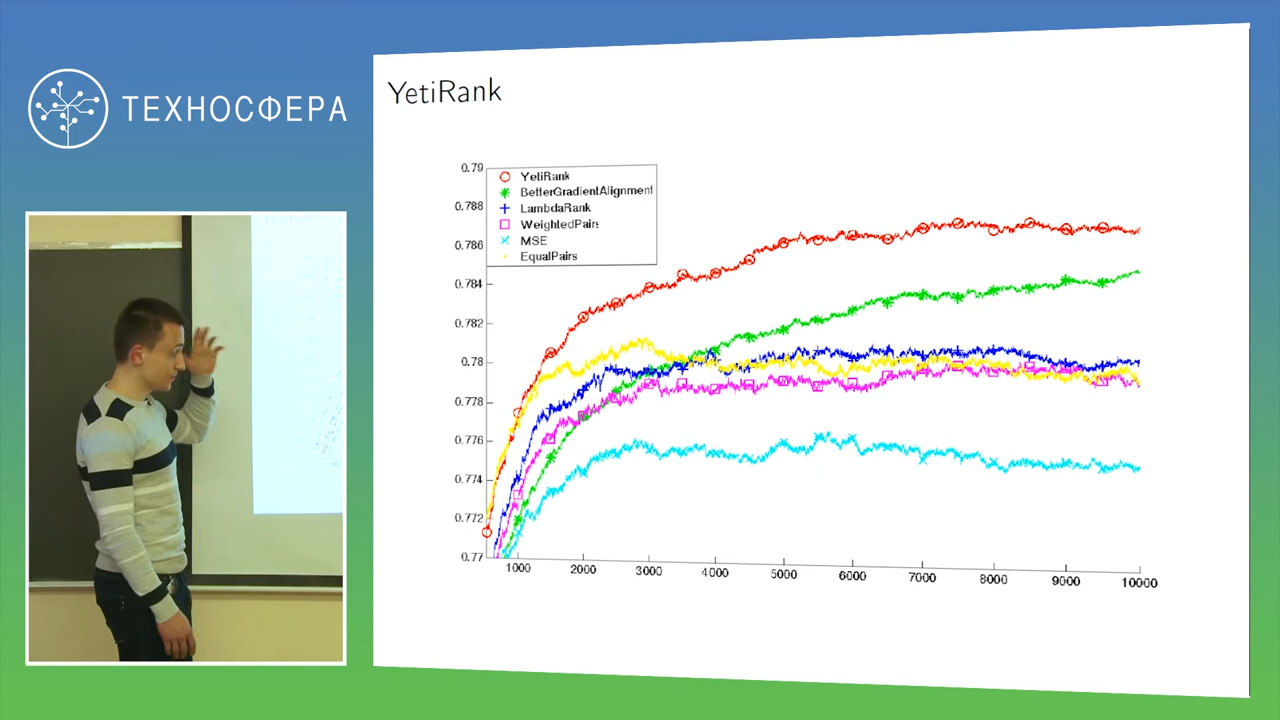 ТЕХНОСФЕРА
YetiRank
0.79
0.788
0.786
0.784
0.782
0.78
0.778
0.776
0.774
0.772
0.77
YetiRank
BetterGradientAlignment
LambdaRank
WeightedPairs
MSE
EqualPairs
1000 2000 3000 4000 5000 6000 7000 8000 9000 10000